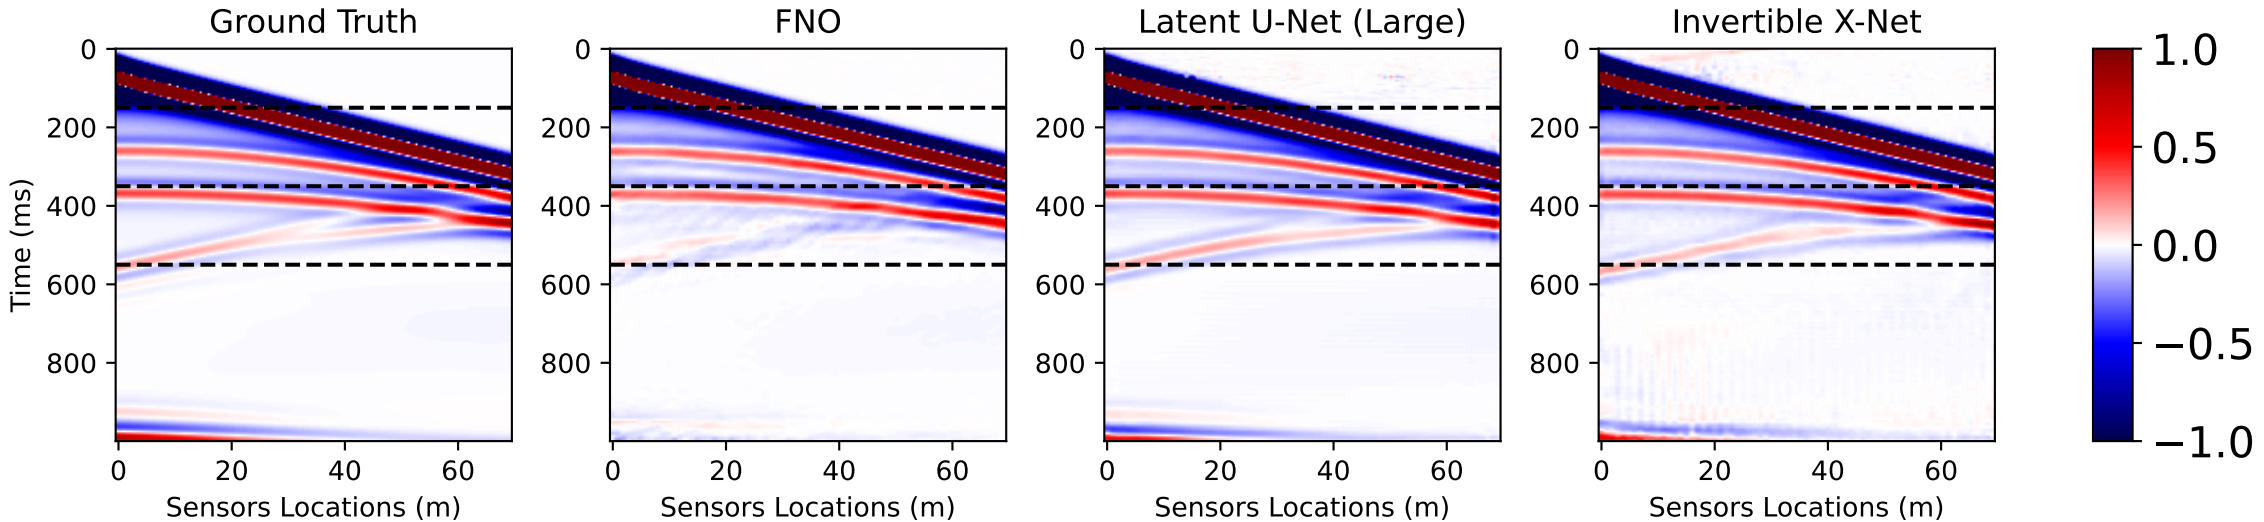 Ground Truth
FNO
Latent U-Net (Large)
Invertible X-Net
Time (ms)
0
200
400
600
800
0 20 40 60
Sensors Locations (m)
0
200
400
600
800
0 20 40 60
Sensors Locations (m)
0
200
400
600
800
0 20 40 60
Sensors Locations (m)
0
200
400
600
800
0 20 40 60
Sensors Locations (m)
1.0
0.5
0.0
−0.5
−1.0